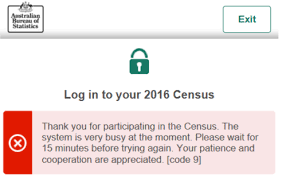 Australian
Bureau of
Statistics
Exit
Log in to your 2016 Census
Thank you for participating in the Census. The
system is very busy at the moment. Please wait for
15 minutes before trying again. Your patience and
cooperation are appreciated. [code 9]